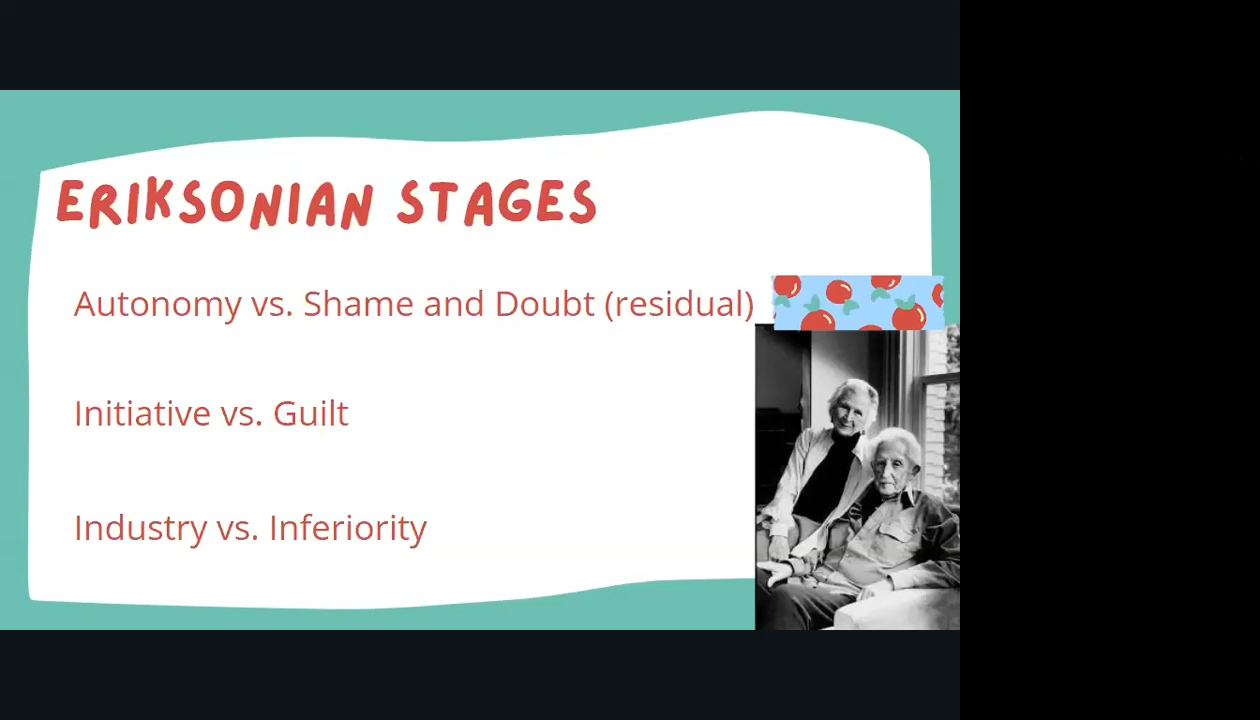 ERIKSONIAN STAGES
Autonomy vs. Shame and Doubt (residual)
Initiative vs. Guilt
Industry vs. Inferiority